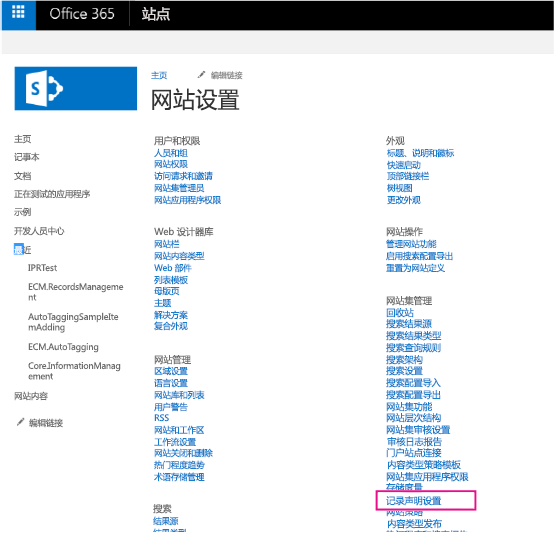 Office 365
站点
主页
编辑链接
网站设置
主页
记事本
文档
正在测试的应用程序
示例
开发人员中心
最近
IPRTest
ECM.RecordsManageme
nt
AutoTaggingSampleIte
mAdding
ECM.AutoTagging
Core.InformationManag
ement
网站内容
编辑链接
用户和权限
人员和组
网站权限
访问请求和邀请
网站集管理员
网站应用程序权限
Web 设计器库
网站栏
网站内容类型
Web 部件
列表模板
母版页
主题
解决方案
复合外观
网站管理
区域设置
语言设置
网站库和列表
用户警告
RSS
网站和工作区
工作流设置
网站关闭和删除
热门程度趋势
术语存储管理
搜索
结果源
结果类型
外观
标题、说明和徽标
快速启动
顶部链接栏
树视图
更改外观
网站操作
管理网站功能
启用搜索配置导出
重置为网站定义
网站集管理
回收站
搜索结果源
搜索结果类型
搜索查询规则
搜索架构
搜索设置
搜索配置导入
搜索配置导出
网站集功能
网站层次结构
网站集审核设置
审核日志报告
门户站点连接
内容类型策略模板
网站集应用程序权限
存储度量
记录声明设置
网站策略
内容类型发布